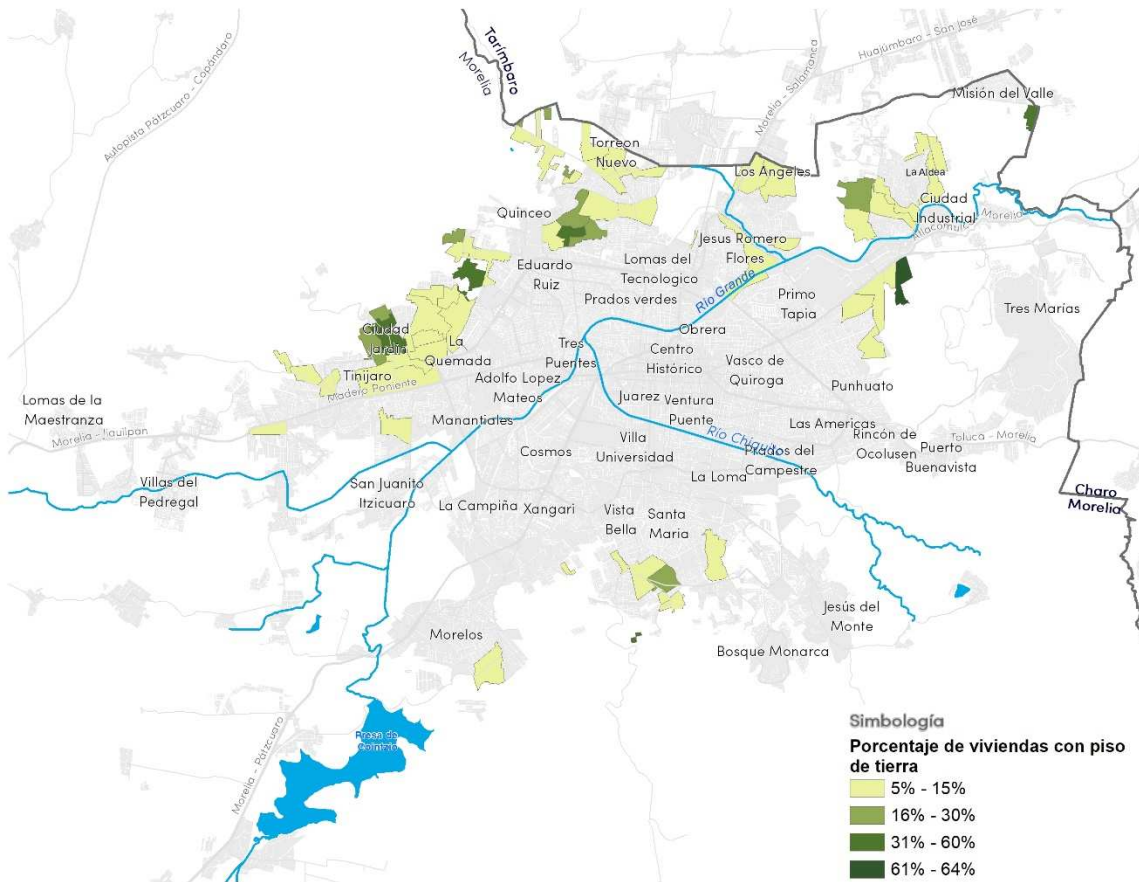 Huajúmbaro - San José
Autopista Pátzcuaro - Copándaro
Tarímbaro
Morelia
Morelia - Salamanca
Misión del Valle
Torreon
Nuevo
Los Angeles
La Aldea
Ciudad
Industrial
Atlacomulco - Morelia
Quinceo
Jesus Romero
Flores
Eduardo
Ruiz
Lomas del
Tecnologico
Río Grande
Prados verdes
Primo
Tapia
Tres Marías
Ciudad
Jardin
La
Quemada
Tres
Puentes
Obrera
Centro
Histórico
Vasco de
Quiroga
Tinijaro
Madero Poniente
Adolfo Lopez
Mateos
Punhuato
Lomas de la
Maestranza
Juarez
Ventura
Puente
Manantiales
Las Americas
Villa
Universidad
Río Chiquito
Rincón de
Ocolusen
Toluca - Morelia
Puerto
Buenavista
Cosmos
Prados del
Campestre
La Loma
Villas del
Pedregal
San Juanito
Itzicuaro
La Campiña
Xangari
Vista
Bella
Santa
Maria
Charo
Morelia
Jesús del
Monte
Morelos
Bosque Monarca
Presa de
Cointzio
Morelia - Pátzcuaro
Simbología
Porcentaje de viviendas con piso
de tierra
5% - 15%
16% - 30%
31% - 60%
61% - 64%